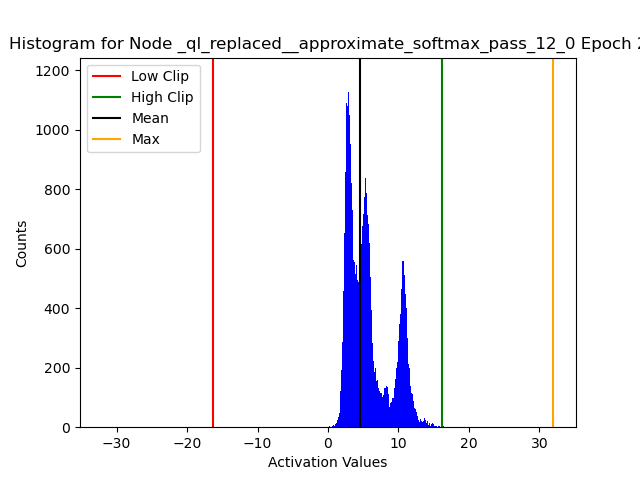 Histogram for Node _ql_replaced__approximate_softmax_pass_12_0 Epoch
1200
1000
800
600
400
200
0
Counts
Low Clip
High Clip
Mean
Max
−30 −20 −10 0 10 20 30
Activation Values